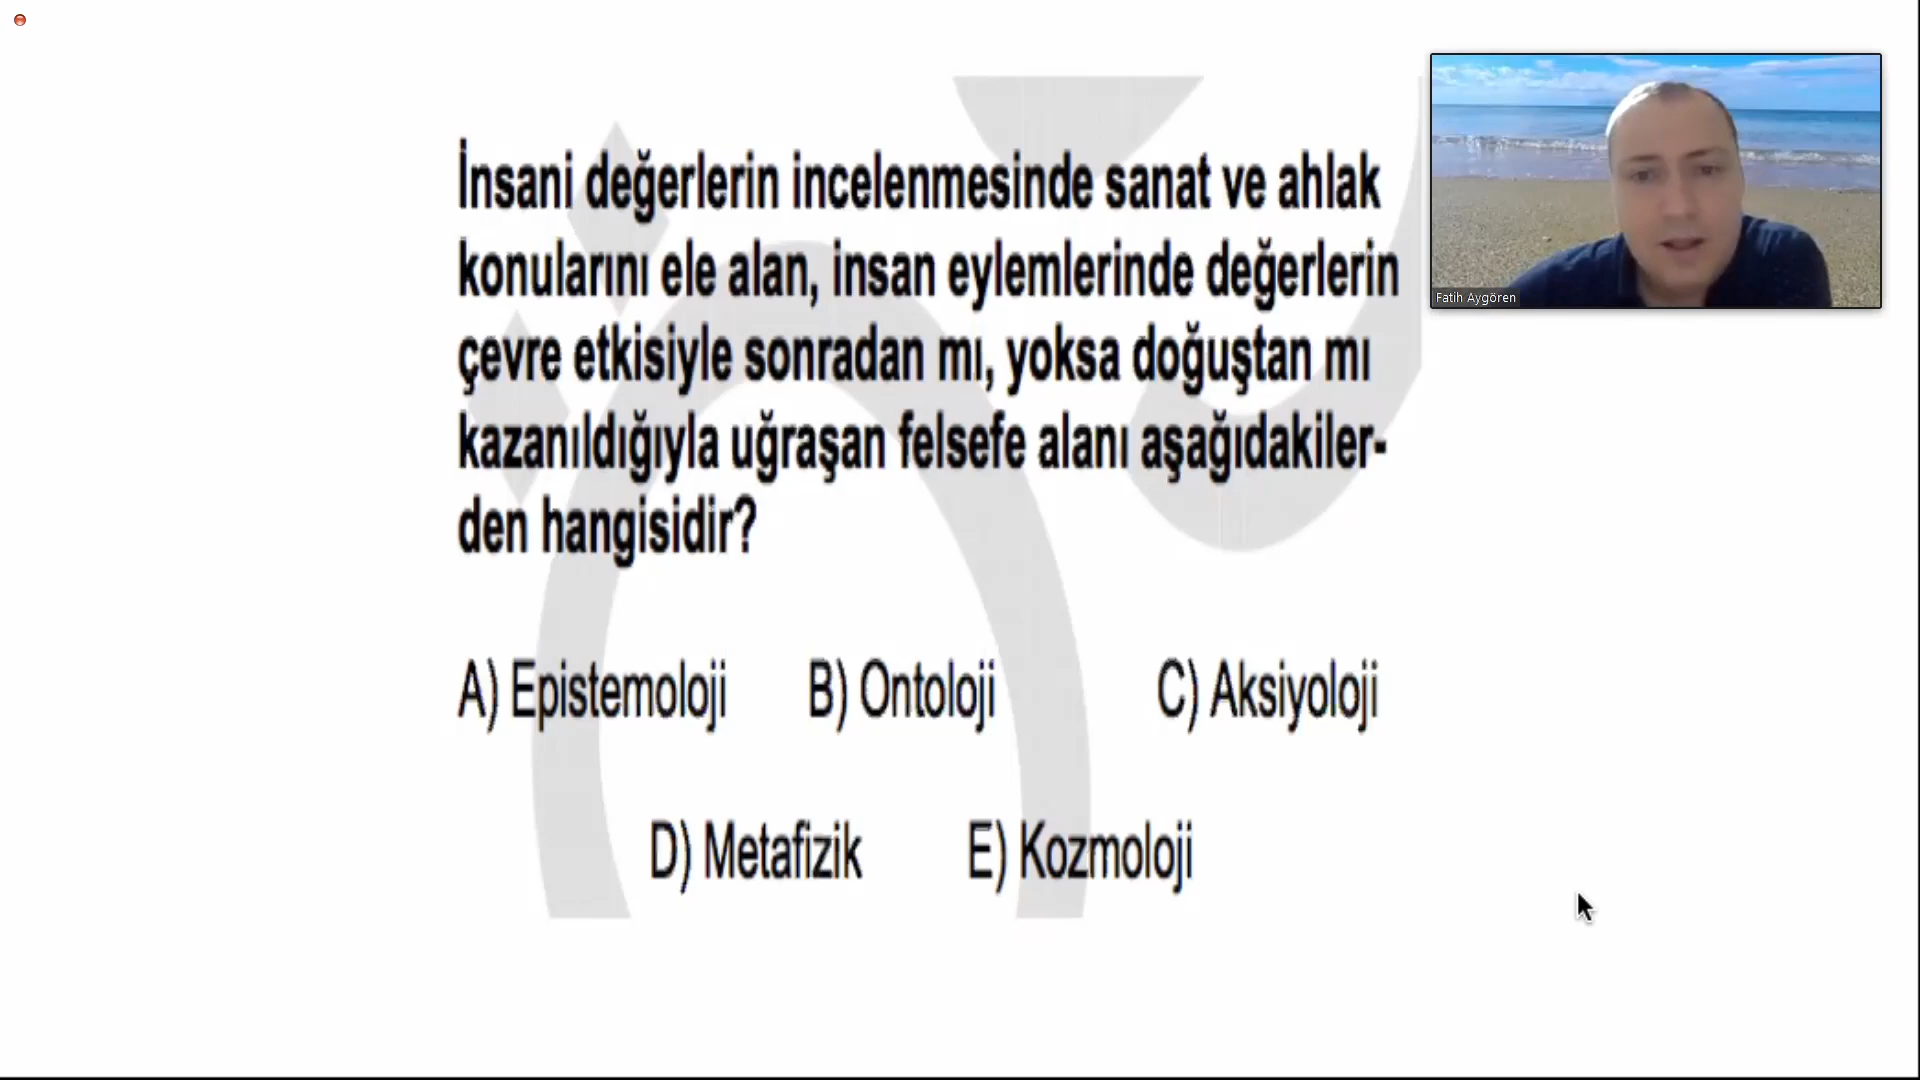 İnsani değerlerin incelenmesinde sanat ve ahlak
konularını ele alan, insan eylemlerinde değerlerin
çevre etkisiyle sonradan mı, yoksa doğuştan mı
kazanıldığıyla uğraşan felsefe alanı aşağıdakiler-
den hangisidir?
A) Epistemoloji B) Ontoloji C) Aksiyoloji
D) Metafizik E) Kozmoloji
Fatih Aygören